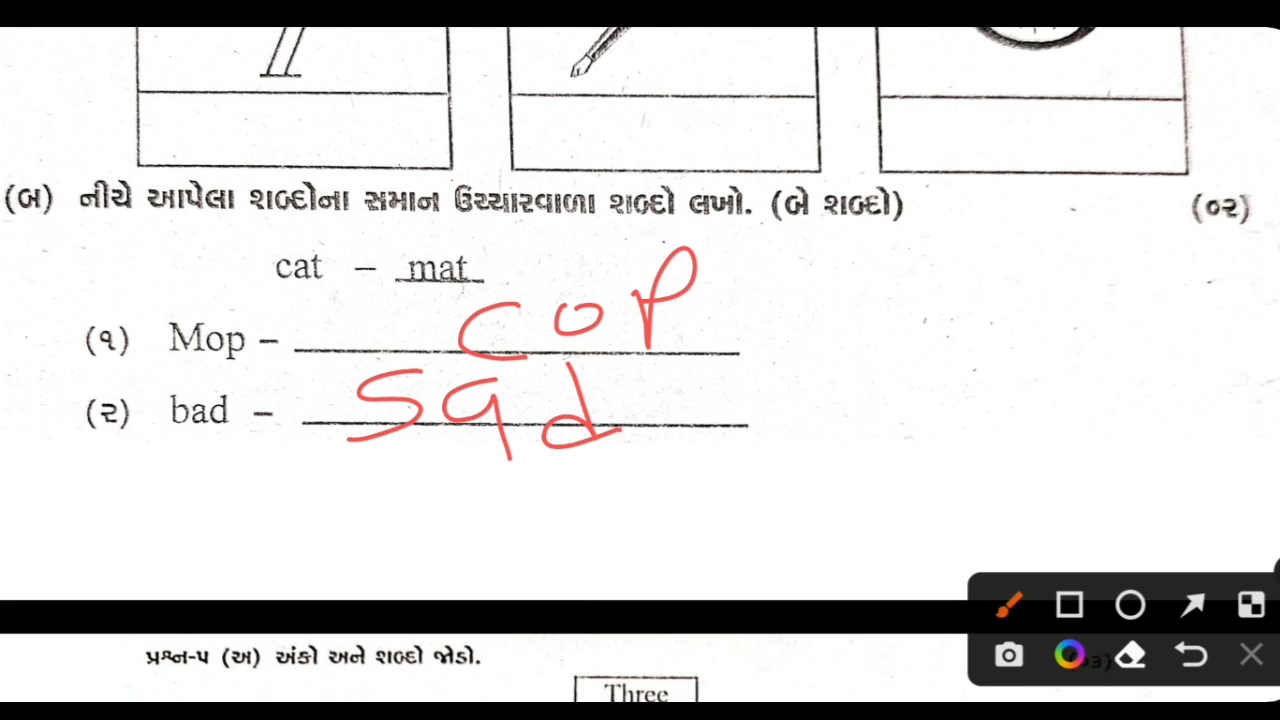 (બ) નીચે આપેલા શબ્દોના સમાન ઉચ્ચારવાળા શબ્દો લખો. (બે શબ્દો) (૦૨)
cat – mat
(૧) Mop – cop
(૨) bad – sad
પ્રશ્ન-૫ (અ) અંકો અને શબ્દો જોડો. ૦૩)
Three